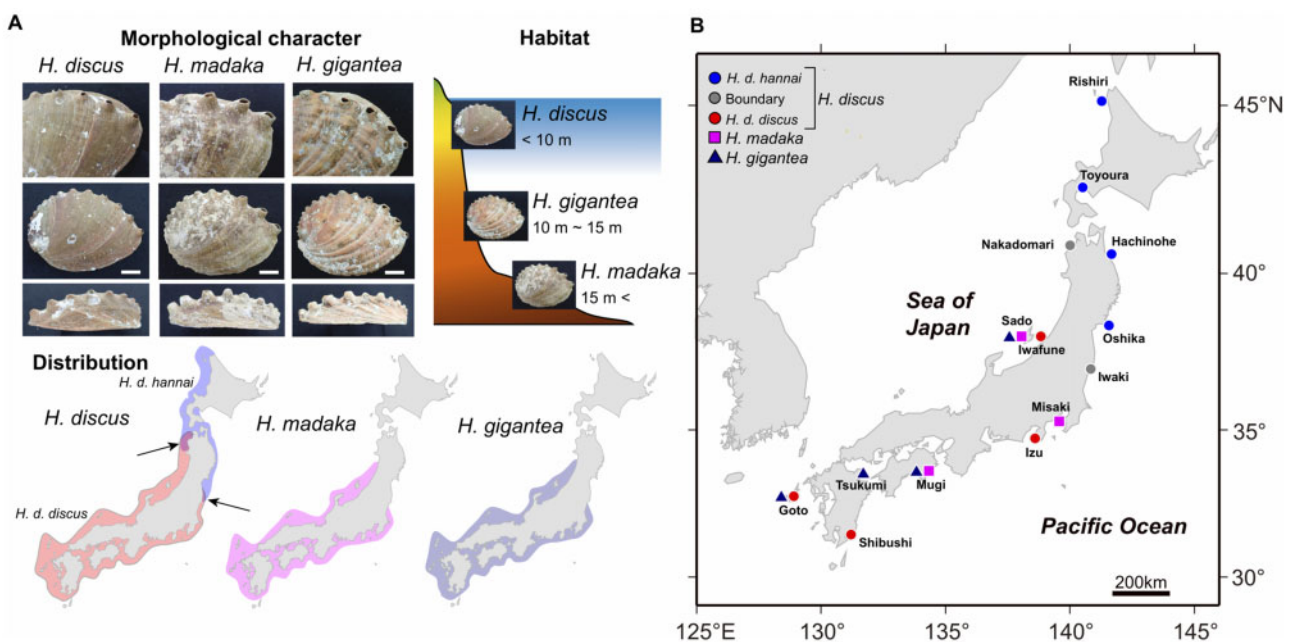 A
Morphological character
H. discus
H. madaka
H. gigantea
Habitat
H. discus
< 10 m
H. gigantea
10 m ~ 15 m
H. madaka
15 m <
Distribution
H. d. hannai
H. discus
H. d. discus
H. madaka
H. gigantea
B
H. d. hannai
Boundary
H. d. discus
H. discus
H. madaka
H. gigantea
Rishiri
Toyoura
Nakadomari
Hachinohe
Sea of
Japan
Sado
Iwafune
Oshika
Iwaki
Misaki
Izu
Tsukumi
Mugi
Goto
Shibushi
Pacific Ocean
200km
45°N
40°
35°
30°
125°E
130°
135°
140°
145°